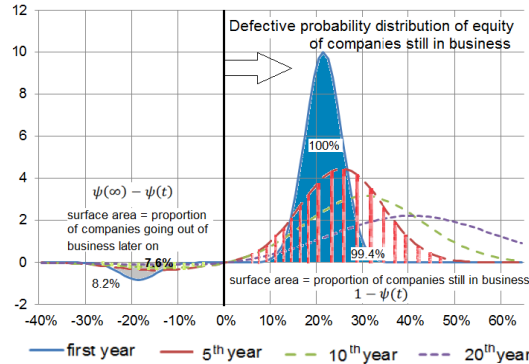 Defective probability distribution of equity
of companies still in business
12
10
8
6
4
2
0
-2
100%
ψ(∞) − ψ(t)
surface area = proportion
of companies going out of
business later on
7.6%
8.2%
99.4%
surface area = proportion of companies still in business
1 − ψ(t)
-40% -30% -20% -10% 0% 10% 20% 30% 40% 50% 60%
first year 5th year 10th year 20th year